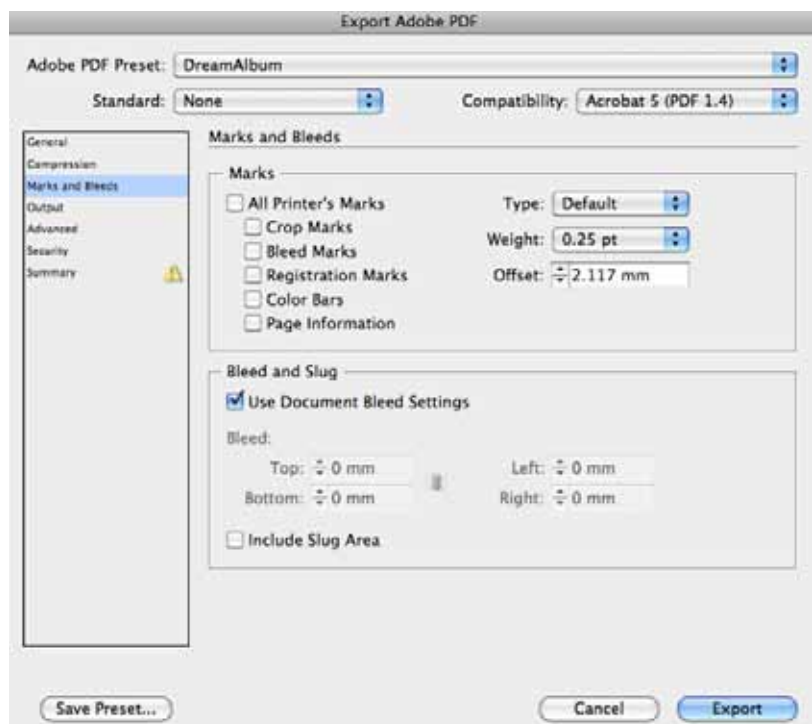 Export Adobe PDF
Adobe PDF Preset: DreamAlbum
Standard: None Compatibility: Acrobat 5 (PDF 1.4)
General
Compression
Marks and Bleeds
Output
Advanced
Security
Summary
Marks and Bleeds
Marks
All Printer's Marks
Crop Marks
Bleed Marks
Registration Marks
Color Bars
Page Information
Type: Default
Weight: 0.25 pt
Offset: 2.117 mm
Bleed and Slug
Use Document Bleed Settings
Bleed:
Top: 0 mm Left: 0 mm
Bottom: 0 mm Right: 0 mm
Include Slug Area
Save Preset... Cancel Export